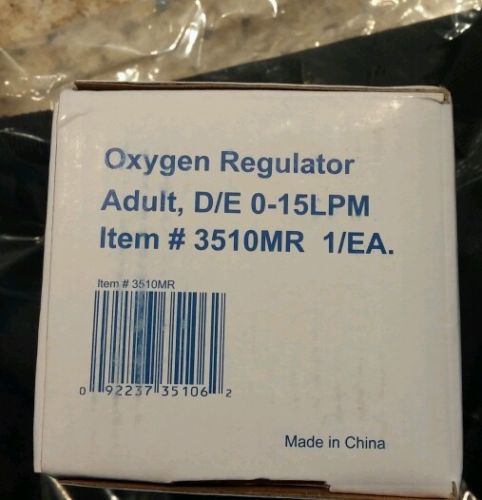 Oxygen Regulator
Adult, D/E 0-15LPM
Item # 3510MR 1/EA.
Item # 3510MR
0 92237 35106 2
Made in China